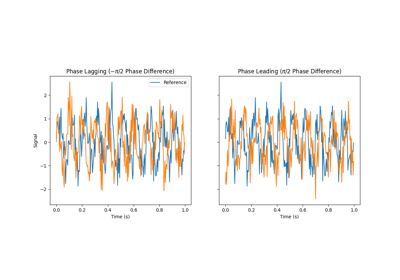 Phase Lagging (−π/2 Phase Difference)
Phase Leading (π/2 Phase Difference)
Reference
2
1
0
−1
−2
Signal
0.0 0.2 0.4 0.6 0.8 1.0
0.0 0.2 0.4 0.6 0.8 1.0
Time (s)
Time (s)